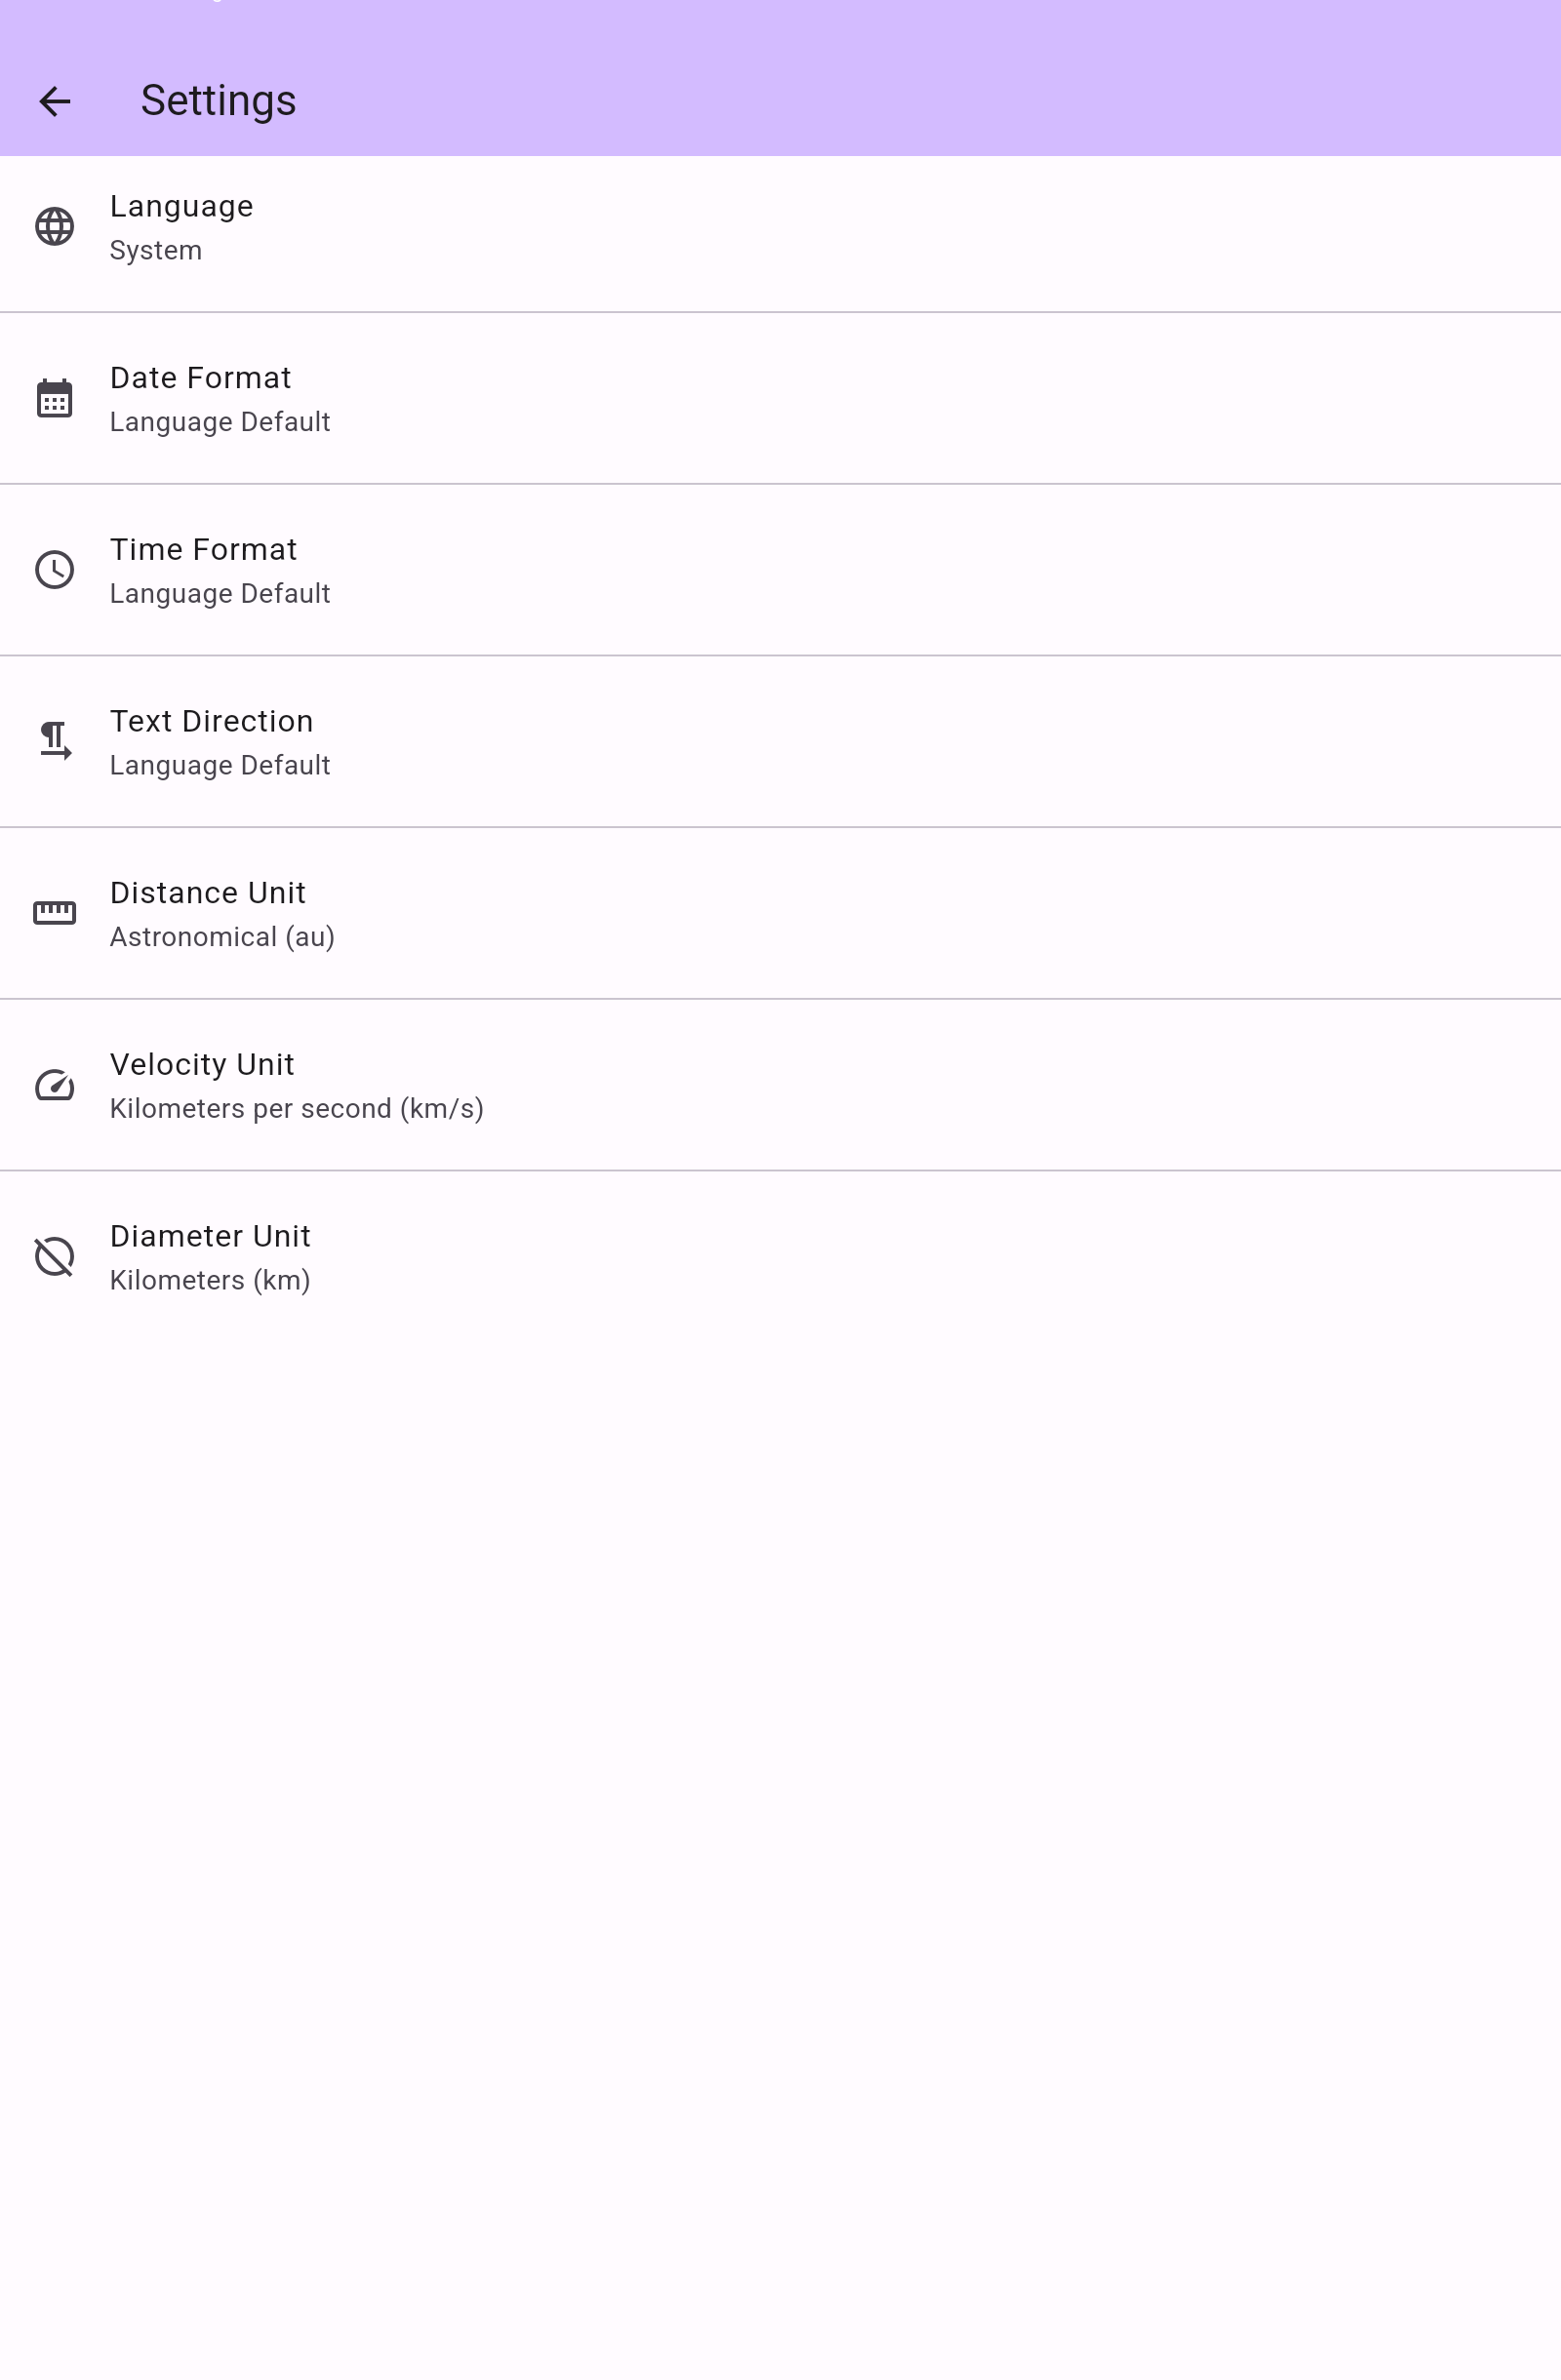 Settings
Language
System
Date Format
Language Default
Time Format
Language Default
Text Direction
Language Default
Distance Unit
Astronomical (au)
Velocity Unit
Kilometers per second (km/s)
Diameter Unit
Kilometers (km)